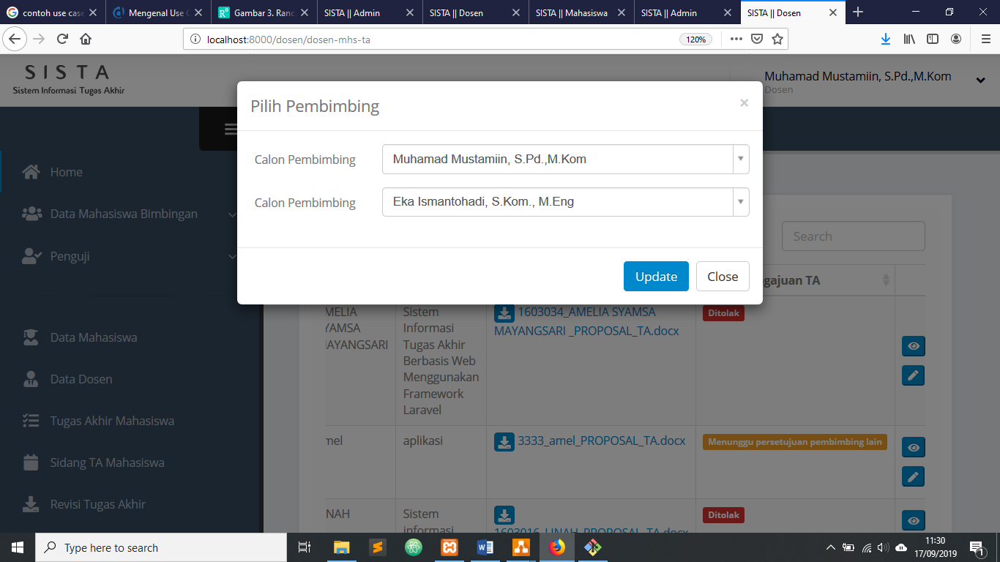 contoh use case
Mengenal Use C
Gambar 3. Ranc
SISTA || Admin
SISTA || Dosen
SISTA || Mahasiswa
SISTA || Admin
SISTA || Dosen
localhost:8000/dosen/dosen-mhs-ta
120%
SISTA
Sistem Informasi Tugas Akhir
Muhamad Mustamiin, S.Pd.,M.Kom
Dosen
Pilih Pembimbing
×
Calon Pembimbing
Muhamad Mustamiin, S.Pd.,M.Kom
Calon Pembimbing
Eka Ismantohadi, S.Kom., M.Eng
Update
Close
Home
Data Mahasiswa Bimbingan
Penguji
Data Mahasiswa
Data Dosen
Tugas Akhir Mahasiswa
Sidang TA Mahasiswa
Revisi Tugas Akhir
Search
gajuan TA
MELIA
YAMSA
MAYANGSARI
Sistem
Informasi
Tugas Akhir
Berbasis Web
Menggunakan
Framework
Laravel
1603034_AMELIA SYAMSA
MAYANGSARI _PROPOSAL_TA.docx
Ditolak
mel
aplikasi
3333_amel_PROPOSAL_TA.docx
Menunggu persetujuan pembimbing lain
NAH
Sistem
informasi
1603016_LINAH_PROPOSAL_TA.docx
Ditolak
Type here to search
11:30
17/09/2019
1